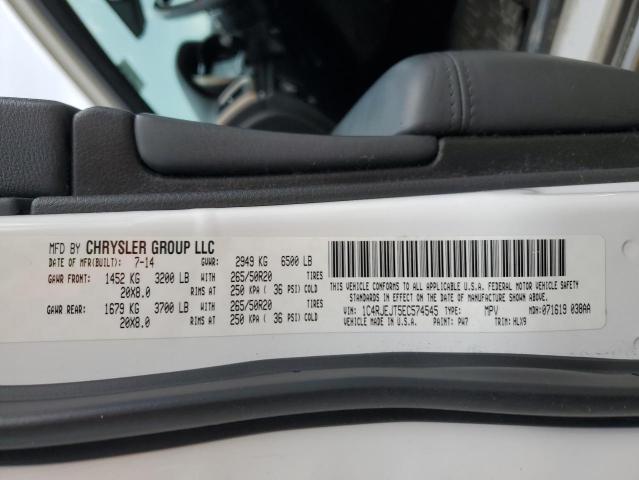 MFD BY CHRYSLER GROUP LLC
DATE OF MFR(BUILT): 7-14 GVWR: 2949 KG 6500 LB
GAWR FRONT: 1452 KG 3200 LB WITH 265/50R20 TIRES
20X8.0 AT 250 KPA ( 36 PSI) COLD
GAWR REAR: 1679 KG 3700 LB WITH 265/50R20 TIRES
20X8.0 AT 250 KPA ( 36 PSI) COLD
THIS VEHICLE CONFORMS TO ALL APPLICABLE U.S.A. FEDERAL MOTOR VEHICLE SAFETY
STANDARDS IN EFFECT ON THE DATE OF MANUFACTURE SHOWN ABOVE.
VIN: 1C4RJEJT5EC574545 TYPE: MPV MDH:071619 038AA
VEHICLE MADE IN U.S.A. PAINT: PW7 TRIM: HLX9